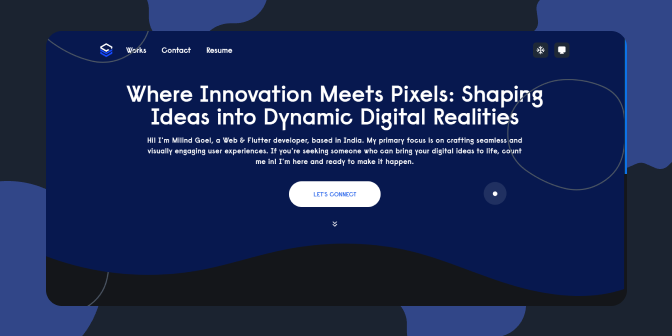 Works Contact Resume
Where Innovation Meets Pixels: Shaping
Ideas into Dynamic Digital Realities
Hi! I'm Milind Goel, a Web & Flutter developer, based in India. My primary focus is on crafting seamless and
visually engaging user experiences. If you're seeking someone who can bring your digital ideas to life, count
me in! I'm here and ready to make it happen.
LET'S CONNECT